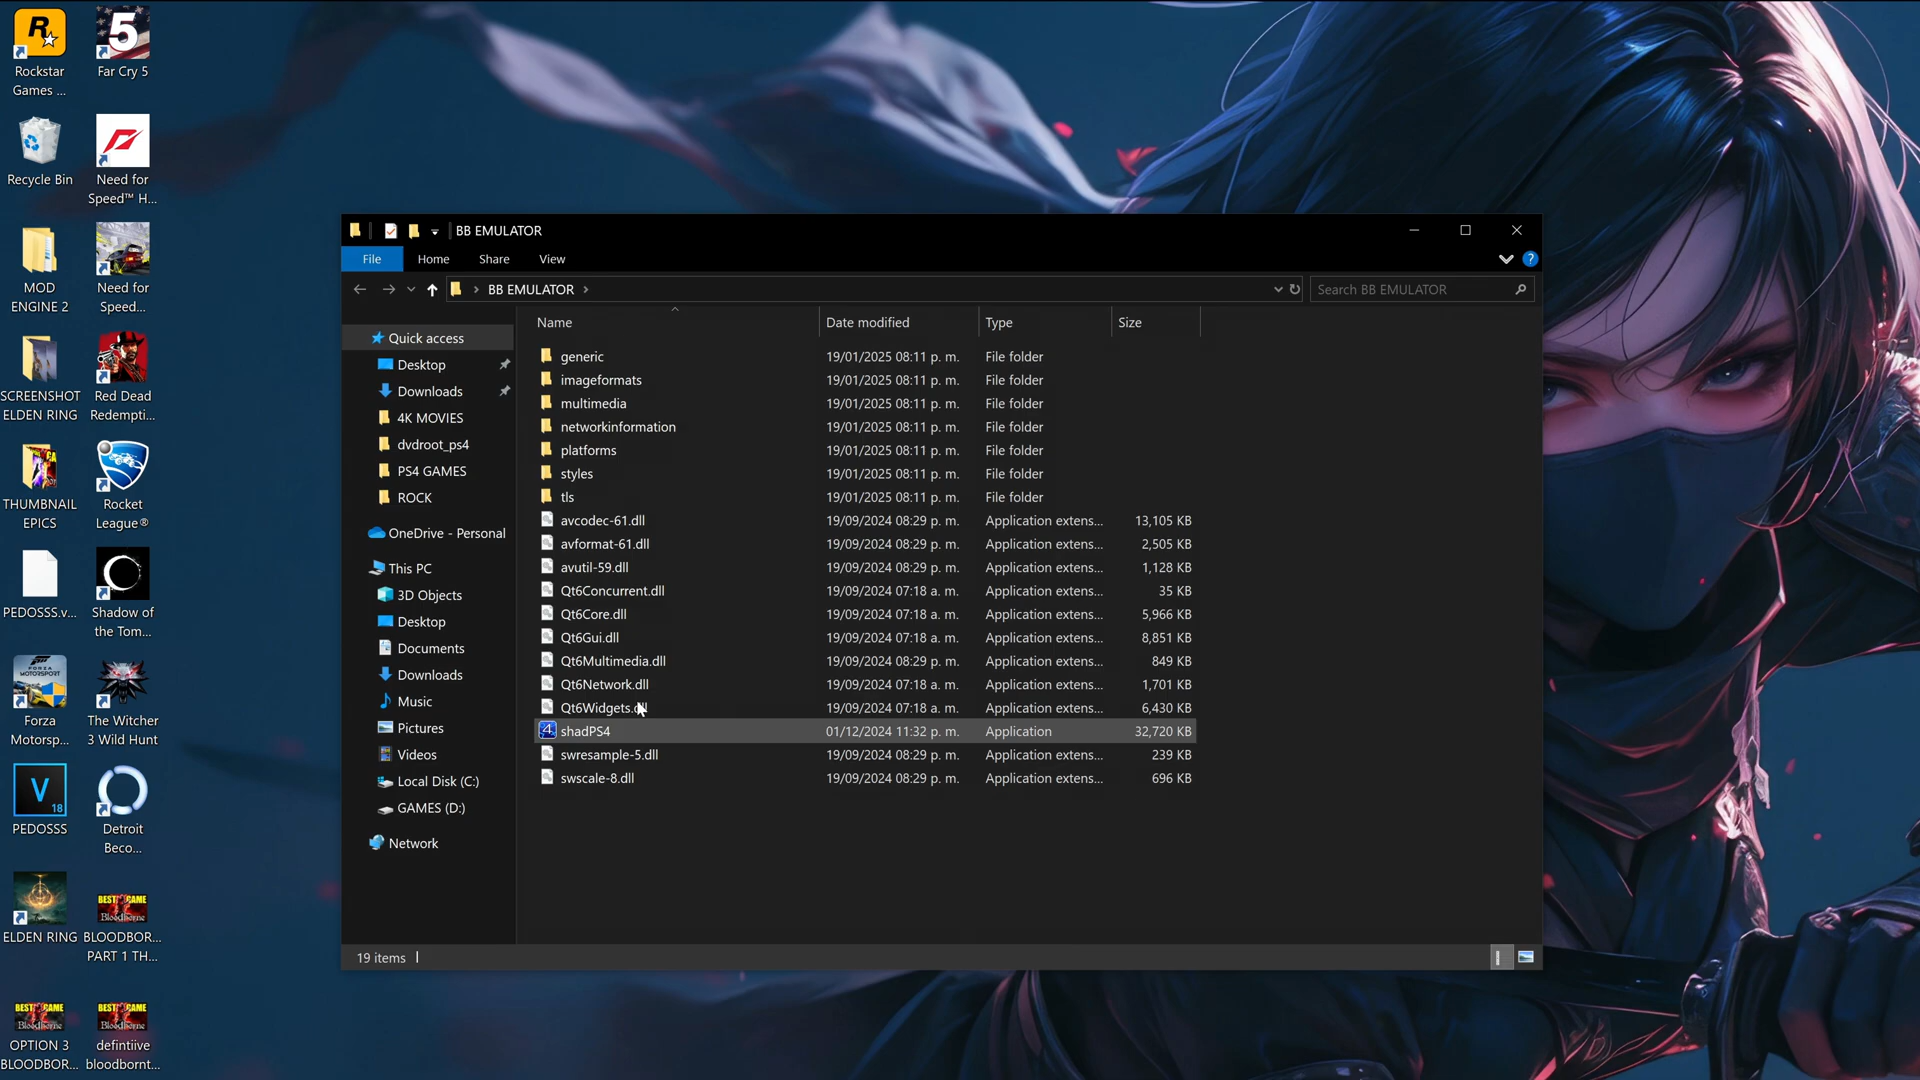 Rockstar
Games ...
5
Far Cry 5
Recycle Bin
Need for
Speed™ H...
MOD
ENGINE 2
Need for
Speed...
SCREENSHOT
ELDEN RING
Red Dead
Redempti...
THUMBNAIL
EPICS
Rocket
League®
PEDOSSS.v...
Shadow of
the Tom...
Forza
Motorsp...
The Witcher
3 Wild Hunt
PEDOSSS
Detroit
Beco...
ELDEN RING
BLOODBOR...
PART 1 TH...
OPTION 3
BLOODBOR...
defintiive
bloodbornt...
BB EMULATOR
File Home Share View
BB EMULATOR
Search BB EMULATOR
Quick access
Desktop
Downloads
4K MOVIES
dvdroot_ps4
PS4 GAMES
ROCK
OneDrive - Personal
This PC
3D Objects
Desktop
Documents
Downloads
Music
Pictures
Videos
Local Disk (C:)
GAMES (D:)
Network
Name Date modified Type Size
generic 19/01/2025 08:11 p. m. File folder
imageformats 19/01/2025 08:11 p. m. File folder
multimedia 19/01/2025 08:11 p. m. File folder
networkinformation 19/01/2025 08:11 p. m. File folder
platforms 19/01/2025 08:11 p. m. File folder
styles 19/01/2025 08:11 p. m. File folder
tls 19/01/2025 08:11 p. m. File folder
avcodec-61.dll 19/09/2024 08:29 p. m. Application extens... 13,105 KB
avformat-61.dll 19/09/2024 08:29 p. m. Application extens... 2,505 KB
avutil-59.dll 19/09/2024 08:29 p. m. Application extens... 1,128 KB
Qt6Concurrent.dll 19/09/2024 07:18 a. m. Application extens... 35 KB
Qt6Core.dll 19/09/2024 07:18 a. m. Application extens... 5,966 KB
Qt6Gui.dll 19/09/2024 07:18 a. m. Application extens... 8,851 KB
Qt6Multimedia.dll 19/09/2024 08:29 p. m. Application extens... 849 KB
Qt6Network.dll 19/09/2024 07:18 a. m. Application extens... 1,701 KB
Qt6Widgets.dll 19/09/2024 07:18 a. m. Application extens... 6,430 KB
shadPS4 01/12/2024 11:32 p. m. Application 32,720 KB
swresample-5.dll 19/09/2024 08:29 p. m. Application extens... 239 KB
swscale-8.dll 19/09/2024 08:29 p. m. Application extens... 696 KB
19 items